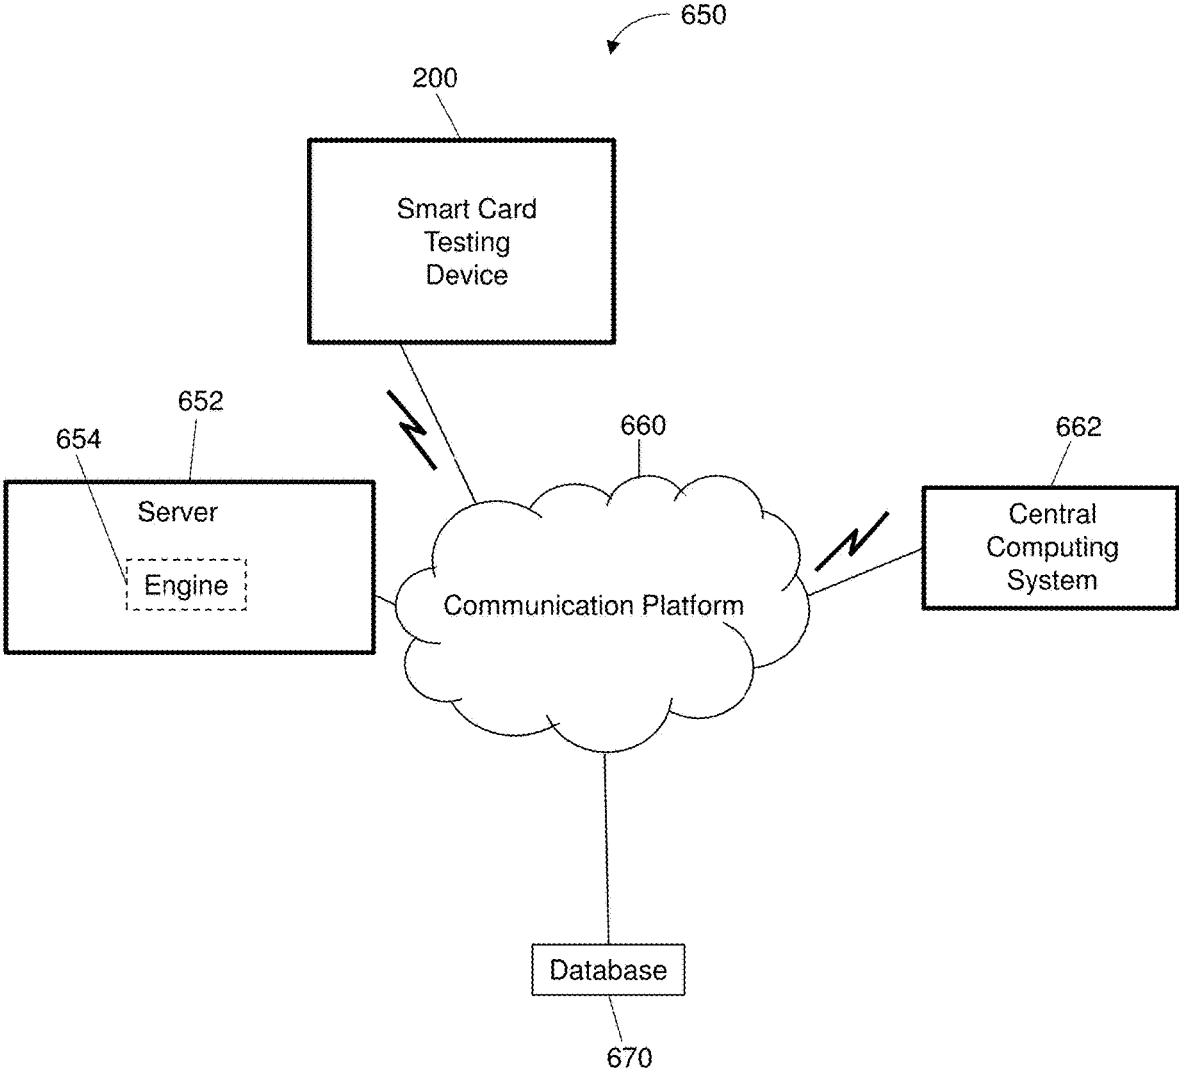 650
200
Smart Card
Testing
Device
652
654
Server
Engine
660
Communication Platform
662
Central
Computing
System
Database
670